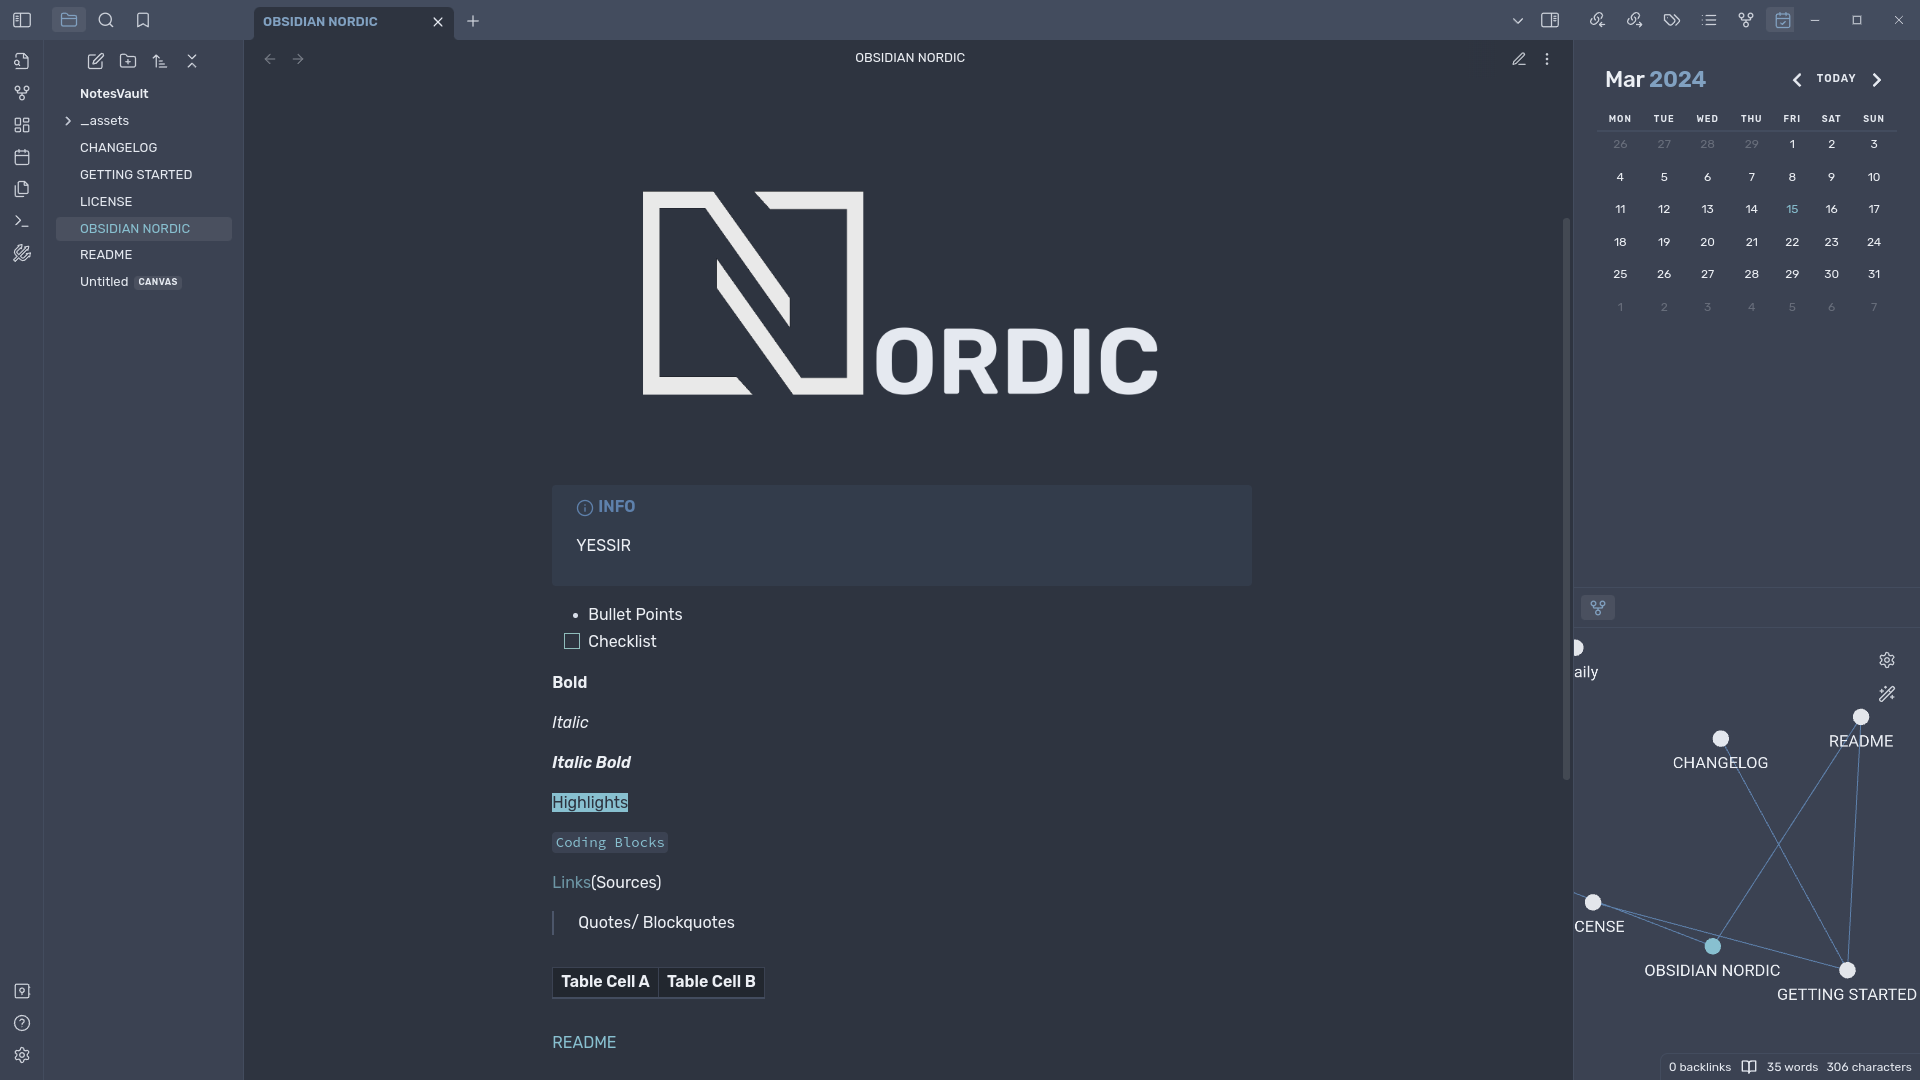 OBSIDIAN NORDIC
OBSIDIAN NORDIC
NotesVault
_assets
CHANGELOG
GETTING STARTED
LICENSE
OBSIDIAN NORDIC
README
Untitled CANVAS
NORDIC
INFO
YESSIR
Bullet Points
Checklist
Bold
Italic
Italic Bold
Highlights
Coding Blocks
Links(Sources)
Quotes/ Blockquotes
Table Cell A Table Cell B
README
Mar 2024 TODAY
MON TUE WED THU FRI SAT SUN
26 27 28 29 1 2 3
4 5 6 7 8 9 10
11 12 13 14 15 16 17
18 19 20 21 22 23 24
25 26 27 28 29 30 31
1 2 3 4 5 6 7
aily
README
CHANGELOG
CENSE
OBSIDIAN NORDIC
GETTING STARTED
0 backlinks 35 words 306 characters